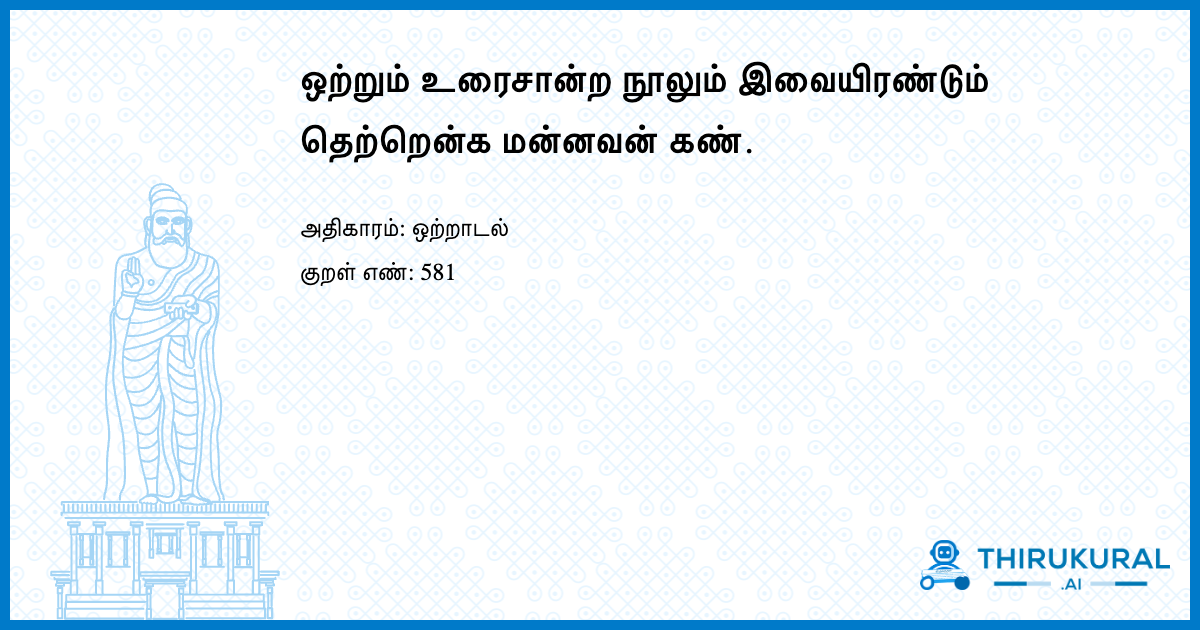 ஒற்றும் உரைசான்ற நூலும் இவையிரண்டும்
தெற்றென்க மன்னவன் கண்.
அதிகாரம்: ஒற்றாடல்
குறள் எண்: 581
THIRUKURAL
.AI